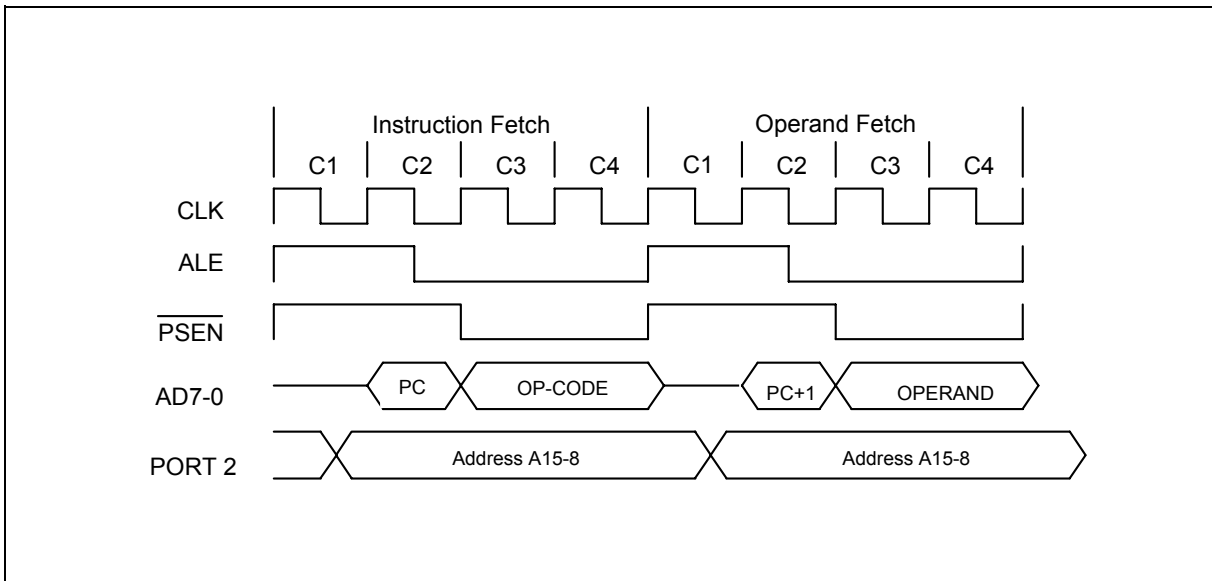 Instruction Fetch Operand Fetch
C1 C2 C3 C4 C1 C2 C3 C4
CLK
ALE
PSEN
AD7-0 PC OP-CODE PC+1 OPERAND
PORT 2 Address A15-8 Address A15-8